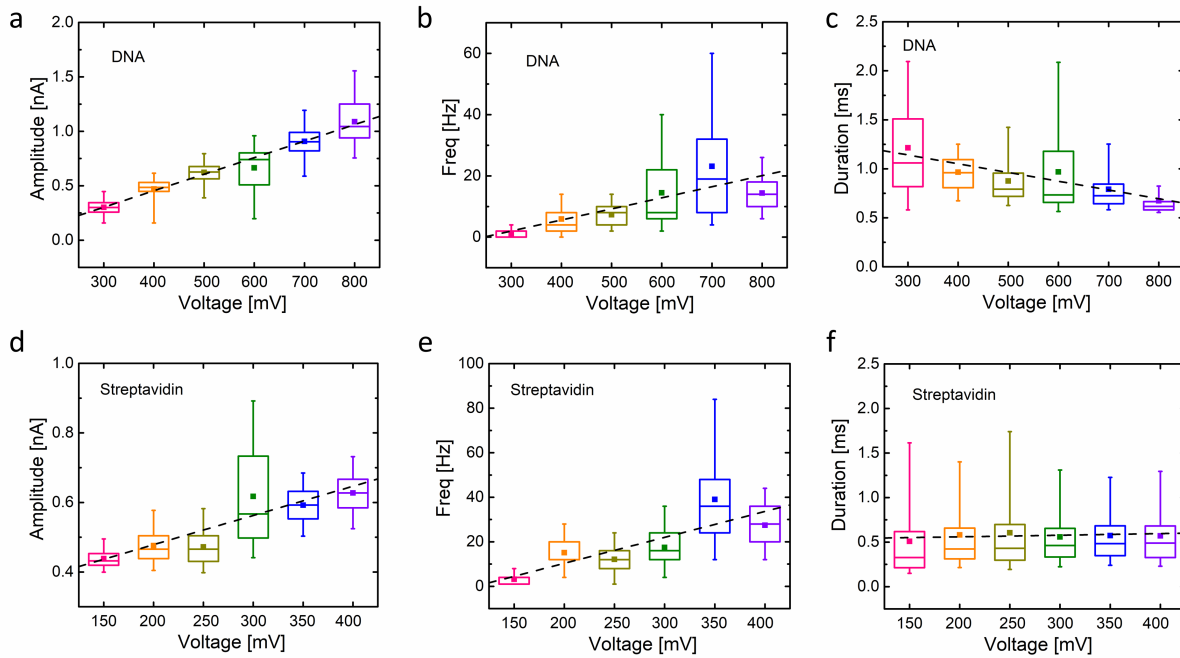 a
Amplitude [nA]
2.0
1.5
1.0
0.5
0.0
DNA
300 400 500 600 700 800
Voltage [mV]
b
Freq [Hz]
60
40
20
0
DNA
300 400 500 600 700 800
Voltage [mV]
c
Duration [ms]
2.5
2.0
1.5
1.0
0.5
0.0
DNA
300 400 500 600 700 800
Voltage [mV]
d
Amplitude [nA]
1.0
0.8
0.6
0.4
Streptavidin
150 200 250 300 350 400
Voltage [mV]
e
Freq [Hz]
100
80
60
40
20
0
Streptavidin
150 200 250 300 350 400
Voltage [mV]
f
Duration [ms]
2.5
2.0
1.5
1.0
0.5
0.0
Streptavidin
150 200 250 300 350 400
Voltage [mV]